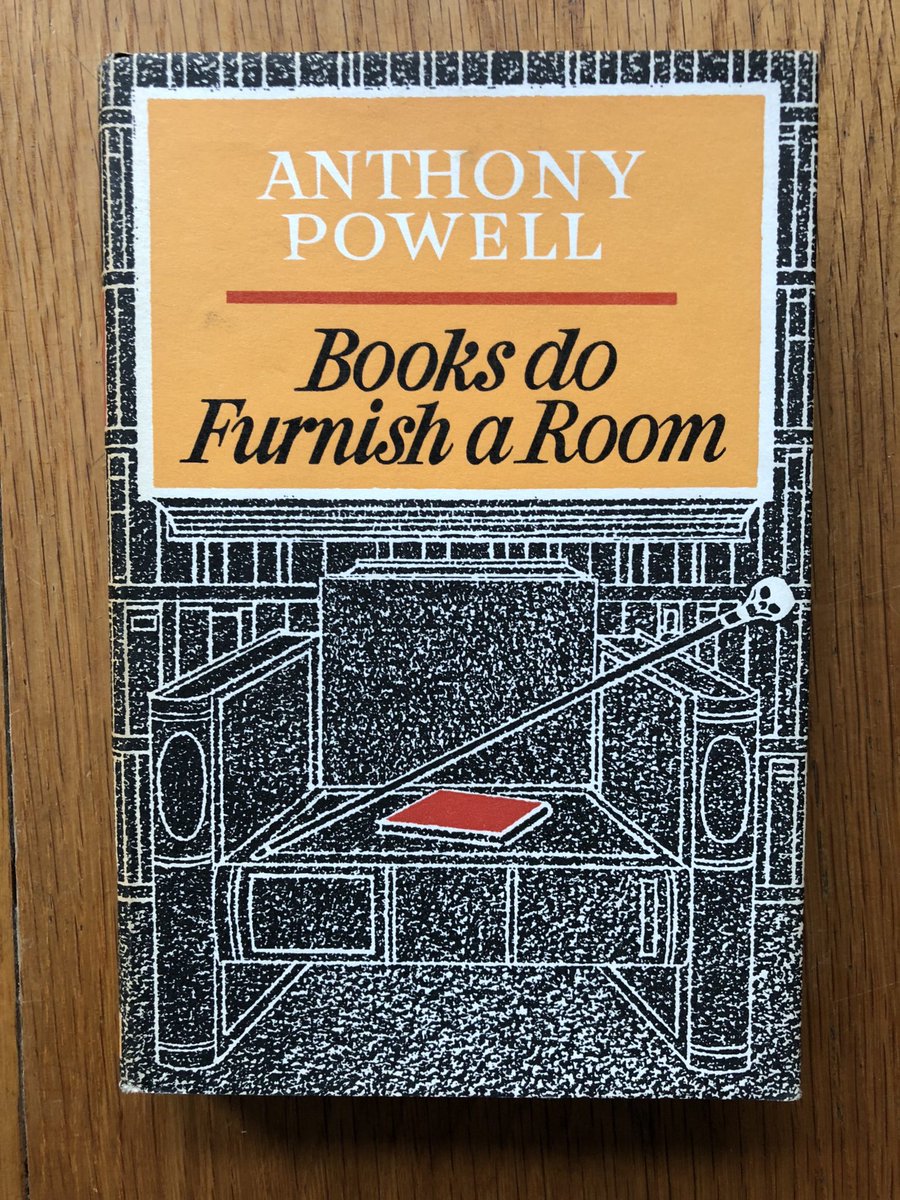 ANTHONY
POWELL
Books do
Furnish a Room